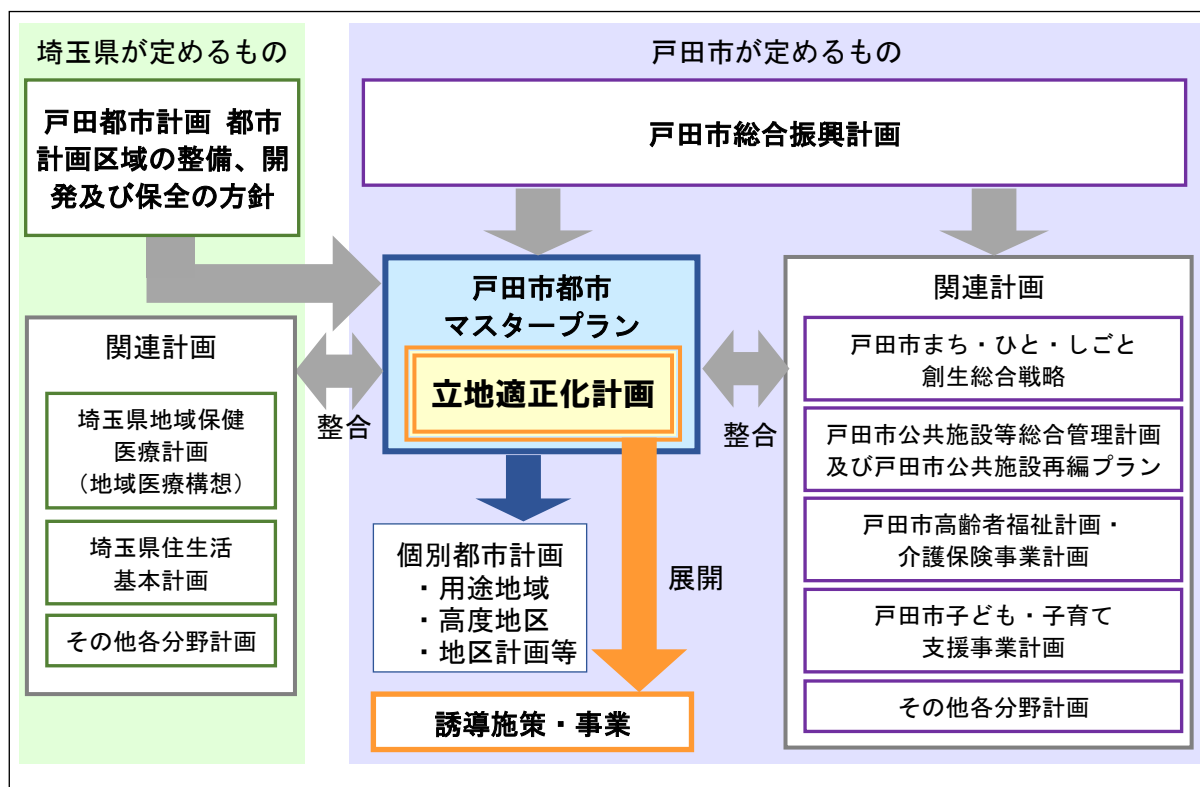 埼玉県が定めるもの
戸田都市計画 都市
計画区域の整備、開
発及び保全の方針
関連計画
埼玉県地域保健
医療計画
(地域医療構想)
埼玉県住生活
基本計画
その他各分野計画
整合
戸田市が定めるもの
戸田市総合振興計画
戸田市都市
マスタープラン
立地適正化計画
個別都市計画
・用途地域
・高度地区
・地区計画等
展開
誘導施策・事業
整合
関連計画
戸田市まち・ひと・しごと
創生総合戦略
戸田市公共施設等総合管理計画
及び戸田市公共施設再編プラン
戸田市高齢者福祉計画・
介護保険事業計画
戸田市子ども・子育て
支援事業計画
その他各分野計画